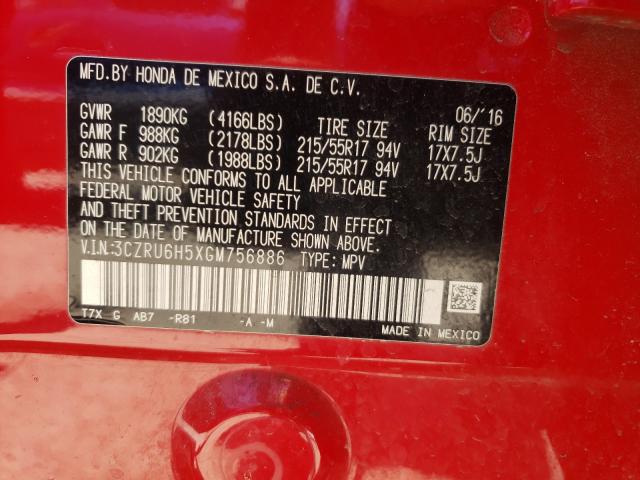 MFD. BY HONDA DE MEXICO S.A. DE C.V.
06/'16
GVWR 1890KG (4166LBS) TIRE SIZE RIM SIZE
GAWR F 988KG (2178LBS) 215/55R17 94V 17X7.5J
GAWR R 902KG (1988LBS) 215/55R17 94V 17X7.5J
THIS VEHICLE CONFORMS TO ALL APPLICABLE
FEDERAL MOTOR VEHICLE SAFETY
AND THEFT PREVENTION STANDARDS IN EFFECT
ON THE DATE OF MANUFACTURE SHOWN ABOVE.
V.I.N:3CZRU6H5XGM756886 TYPE: MPV
T7X G AB7 -R81 -A -M
MADE IN MEXICO